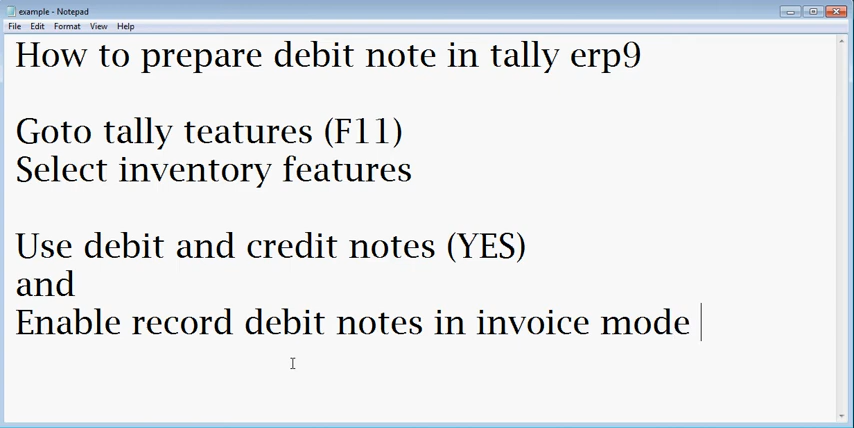 example - Notepad
File Edit Format View Help
How to prepare debit note in tally erp9
Goto tally teatures (F11)
Select inventory features
Use debit and credit notes (YES)
and
Enable record debit notes in invoice mode